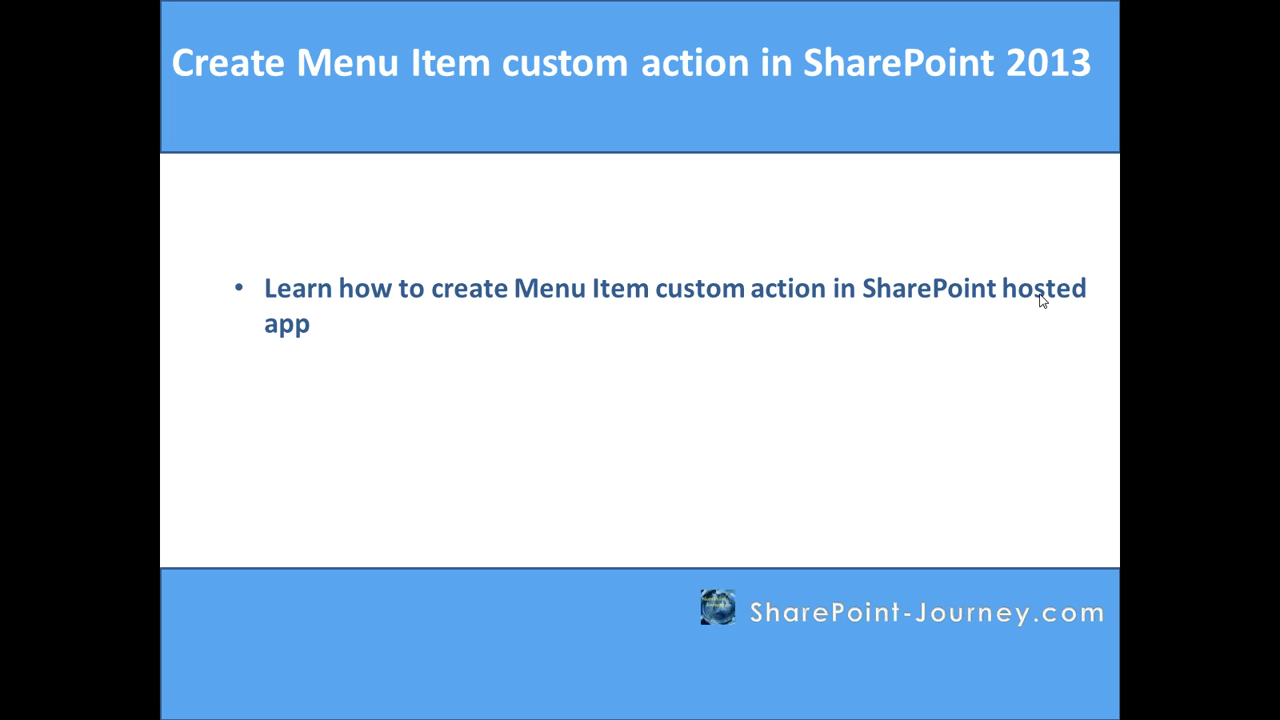 Create Menu Item custom action in SharePoint 2013
• Learn how to create Menu Item custom action in SharePoint hosted
app
SharePoint-Journey.com